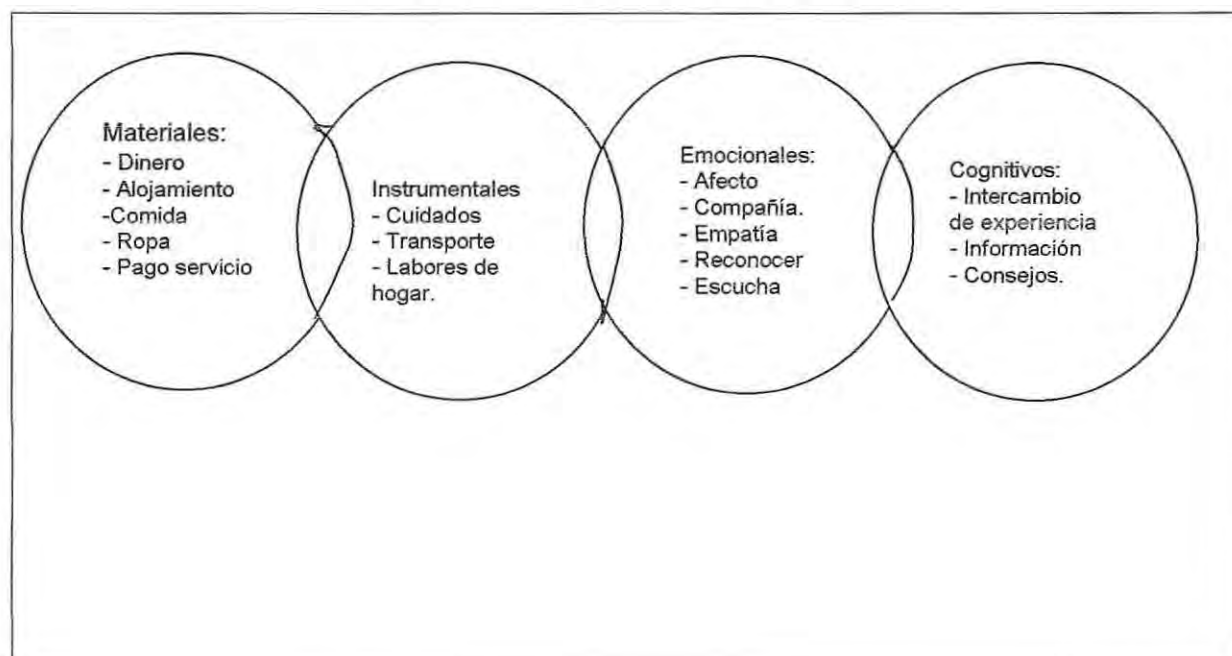 Materiales:
- Dinero
- Alojamiento
-Comida
- Ropa
- Pago servicio
Instrumentales
- Cuidados
- Transporte
- Labores de
hogar.
Emocionales:
- Afecto
- Compañía.
- Empatía
- Reconocer
- Escucha
Cognitivos:
- Intercambio
de experiencia
- Información
- Consejos.